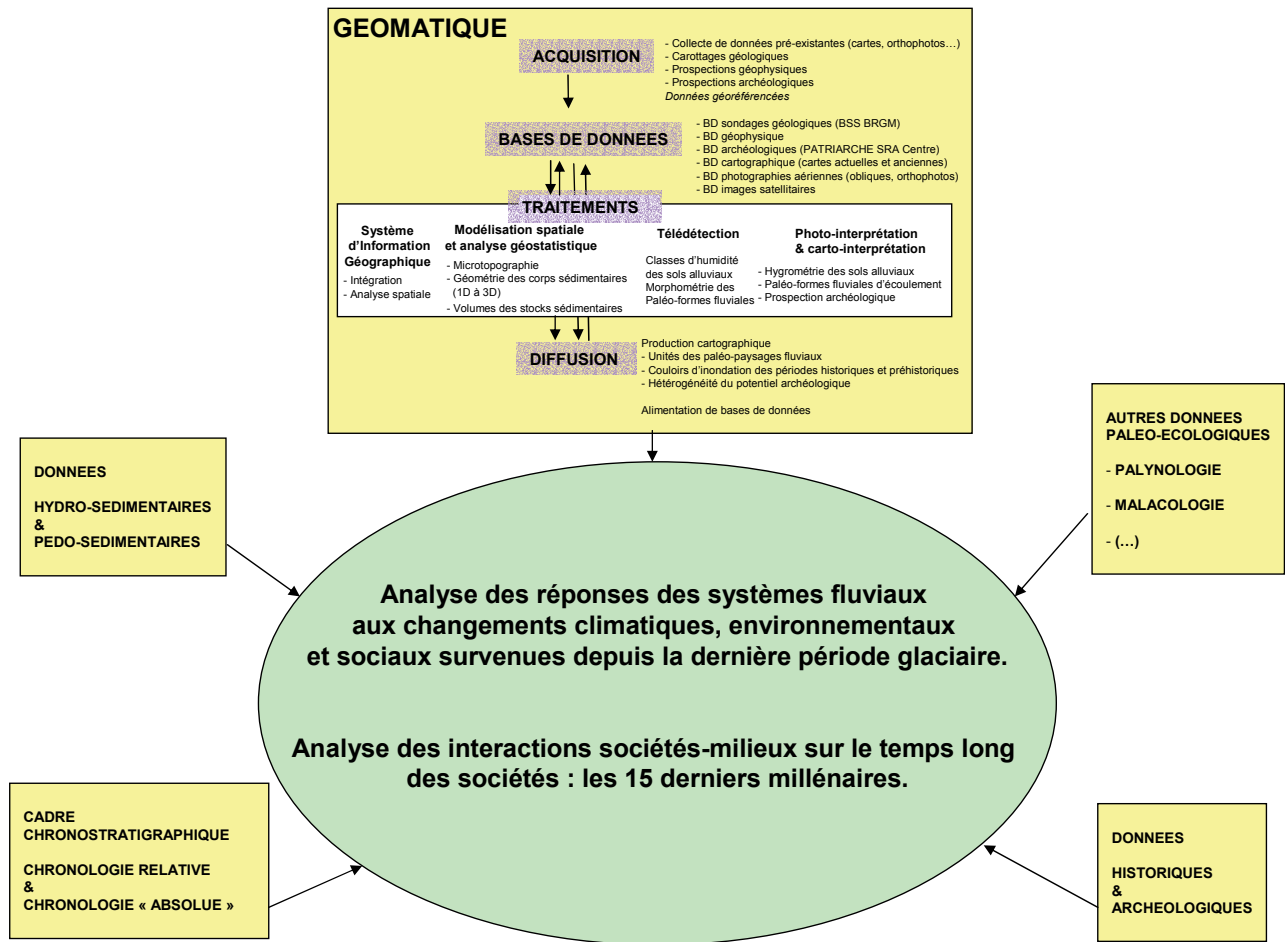 GEOMATIQUE
ACQUISITION
- Collecte de données pré-existantes (cartes, orthophotos…)
- Carottages géologiques
- Prospections géophysiques
- Prospections archéologiques
Données géoréférencées
BASES DE DONNEES
- BD sondages géologiques (BSS BRGM)
- BD géophysique
- BD archéologiques (PATRIARCHE SRA Centre)
- BD cartographique (cartes actuelles et anciennes)
- BD photographies aériennes (obliques, orthophotos)
- BD images satellitaires
TRAITEMENTS
Système
d'Information
Géographique
- Intégration
- Analyse spatiale
Modélisation spatiale
et analyse géostatistique
- Microtopographie
- Géométrie des corps sédimentaires
(1D à 3D)
- Volumes des stocks sédimentaires
Télédétection
Classes d'humidité
des sols alluviaux
Morphométrie des
Paléo-formes fluviales
Photo-interprétation
& carto-interprétation
- Hygrométrie des sols alluviaux
- Paléo-formes fluviales d'écoulement
- Prospection archéologique
DIFFUSION
Production cartographique
- Unités des paléo-paysages fluviaux
- Couloirs d'inondation des périodes historiques et préhistoriques
- Hétérogénéité du potentiel archéologique
Alimentation de bases de données
DONNEES
HYDRO-SEDIMENTAIRES
&
PEDO-SEDIMENTAIRES
AUTRES DONNEES
PALEO-ECOLOGIQUES
- PALYNOLOGIE
- MALACOLOGIE
- (…)
Analyse des réponses des systèmes fluviaux
aux changements climatiques, environnementaux
et sociaux survenues depuis la dernière période glaciaire.
Analyse des interactions sociétés-milieux sur le temps long
des sociétés : les 15 derniers millénaires.
CADRE
CHRONOSTRATIGRAPHIQUE
CHRONOLOGIE RELATIVE
&
CHRONOLOGIE « ABSOLUE »
DONNEES
HISTORIQUES
&
ARCHEOLOGIQUES